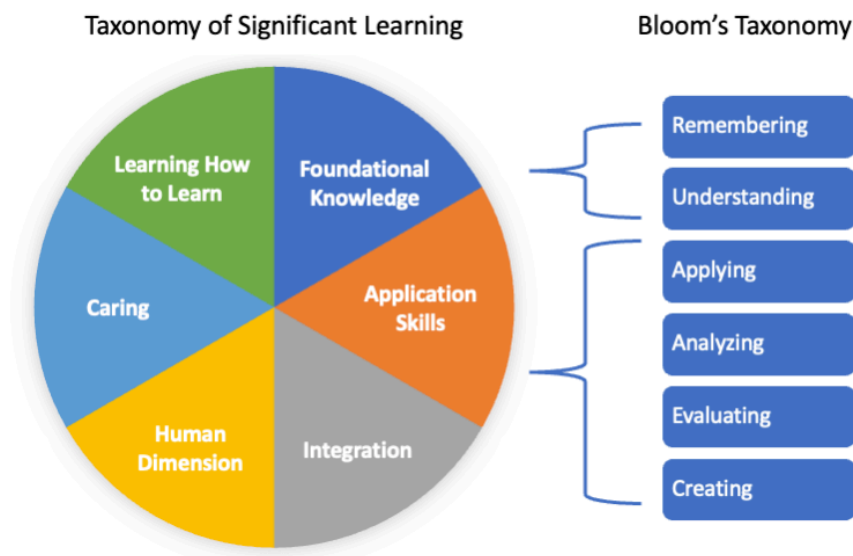 Taxonomy of Significant Learning
Bloom's Taxonomy
Learning How
to Learn
Foundational
Knowledge
Caring
Application
Skills
Human
Dimension
Integration
Remembering
Understanding
Applying
Analyzing
Evaluating
Creating